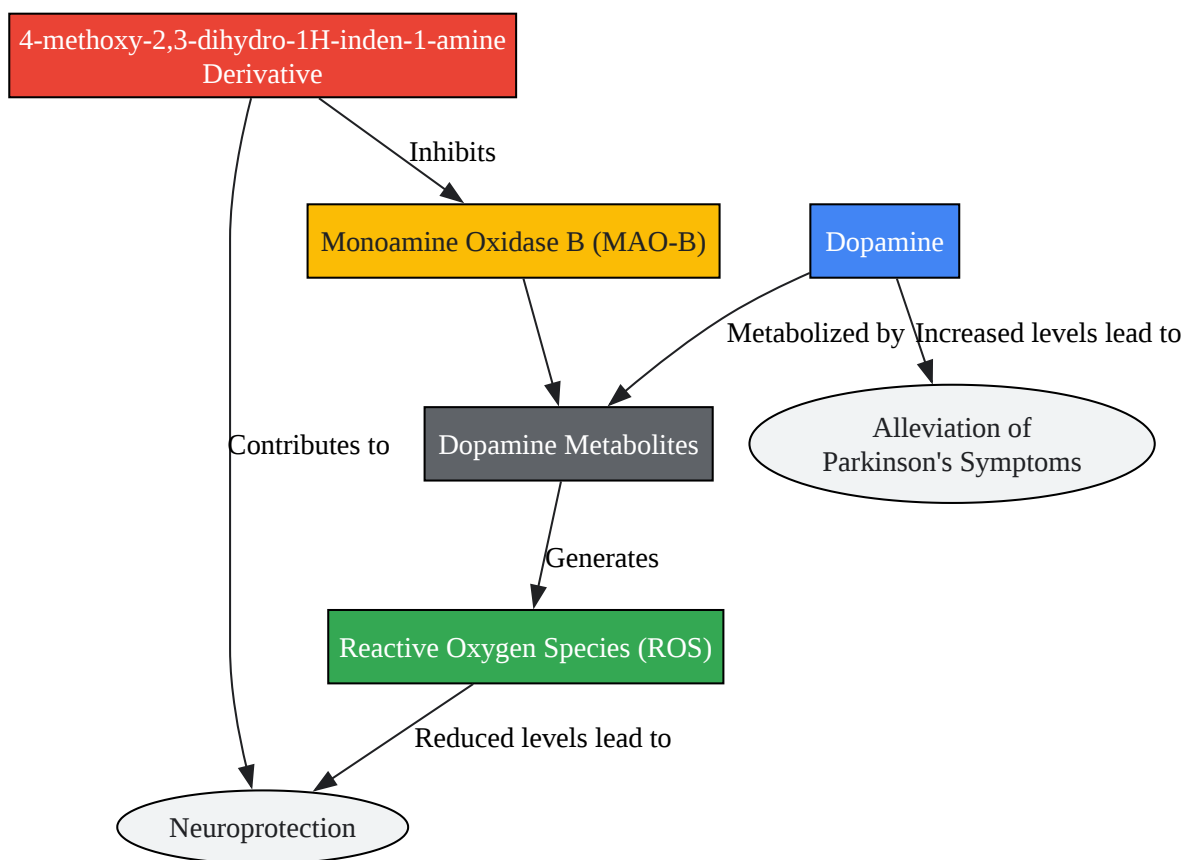 4-methoxy-2,3-dihydro-1H-inden-1-amine
Derivative
Inhibits
Monoamine Oxidase B (MAO-B)
Dopamine
Metabolized by
Increased levels lead to
Alleviation of
Parkinson's Symptoms
Contributes to
Dopamine Metabolites
Generates
Reactive Oxygen Species (ROS)
Reduced levels lead to
Neuroprotection